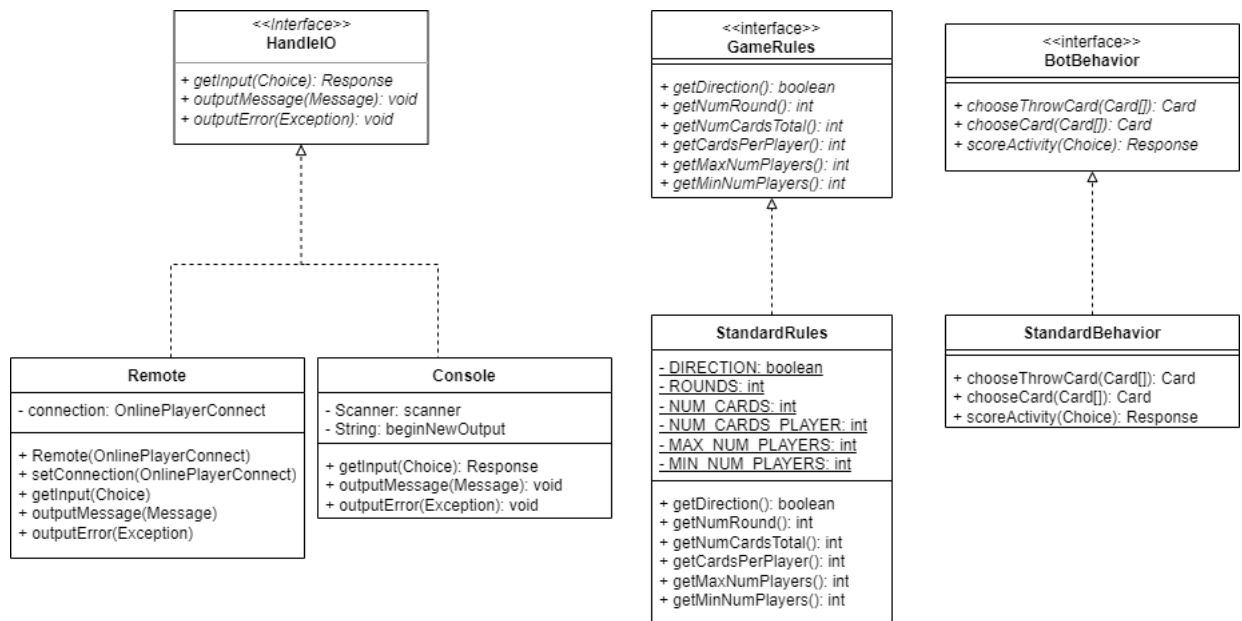 <<Interface>>
HandleIO
+ getInput(Choice): Response
+ outputMessage(Message): void
+ outputError(Exception): void
<<interface>>
GameRules
+ getDirection(): boolean
+ getNumRound(): int
+ getNumCardsTotal(): int
+ getCardsPerPlayer(): int
+ getMaxNumPlayers(): int
+ getMinNumPlayers(): int
<<interface>>
BotBehavior
+ chooseThrowCard(Card[]): Card
+ chooseCard(Card[]): Card
+ scoreActivity(Choice): Response
Remote
- connection: OnlinePlayerConnect
+ Remote(OnlinePlayerConnect)
+ setConnection(OnlinePlayerConnect)
+ getInput(Choice)
+ outputMessage(Message)
+ outputError(Exception)
Console
- Scanner: scanner
- String: beginNewOutput
+ getInput(Choice): Response
+ outputMessage(Message): void
+ outputError(Exception): void
StandardRules
- DIRECTION: boolean
- ROUNDS: int
- NUM_CARDS: int
- NUM_CARDS_PLAYER: int
- MAX_NUM_PLAYERS: int
- MIN_NUM_PLAYERS: int
+ getDirection(): boolean
+ getNumRound(): int
+ getNumCardsTotal(): int
+ getCardsPerPlayer(): int
+ getMaxNumPlayers(): int
+ getMinNumPlayers(): int
StandardBehavior
+ chooseThrowCard(Card[]): Card
+ chooseCard(Card[]): Card
+ scoreActivity(Choice): Response